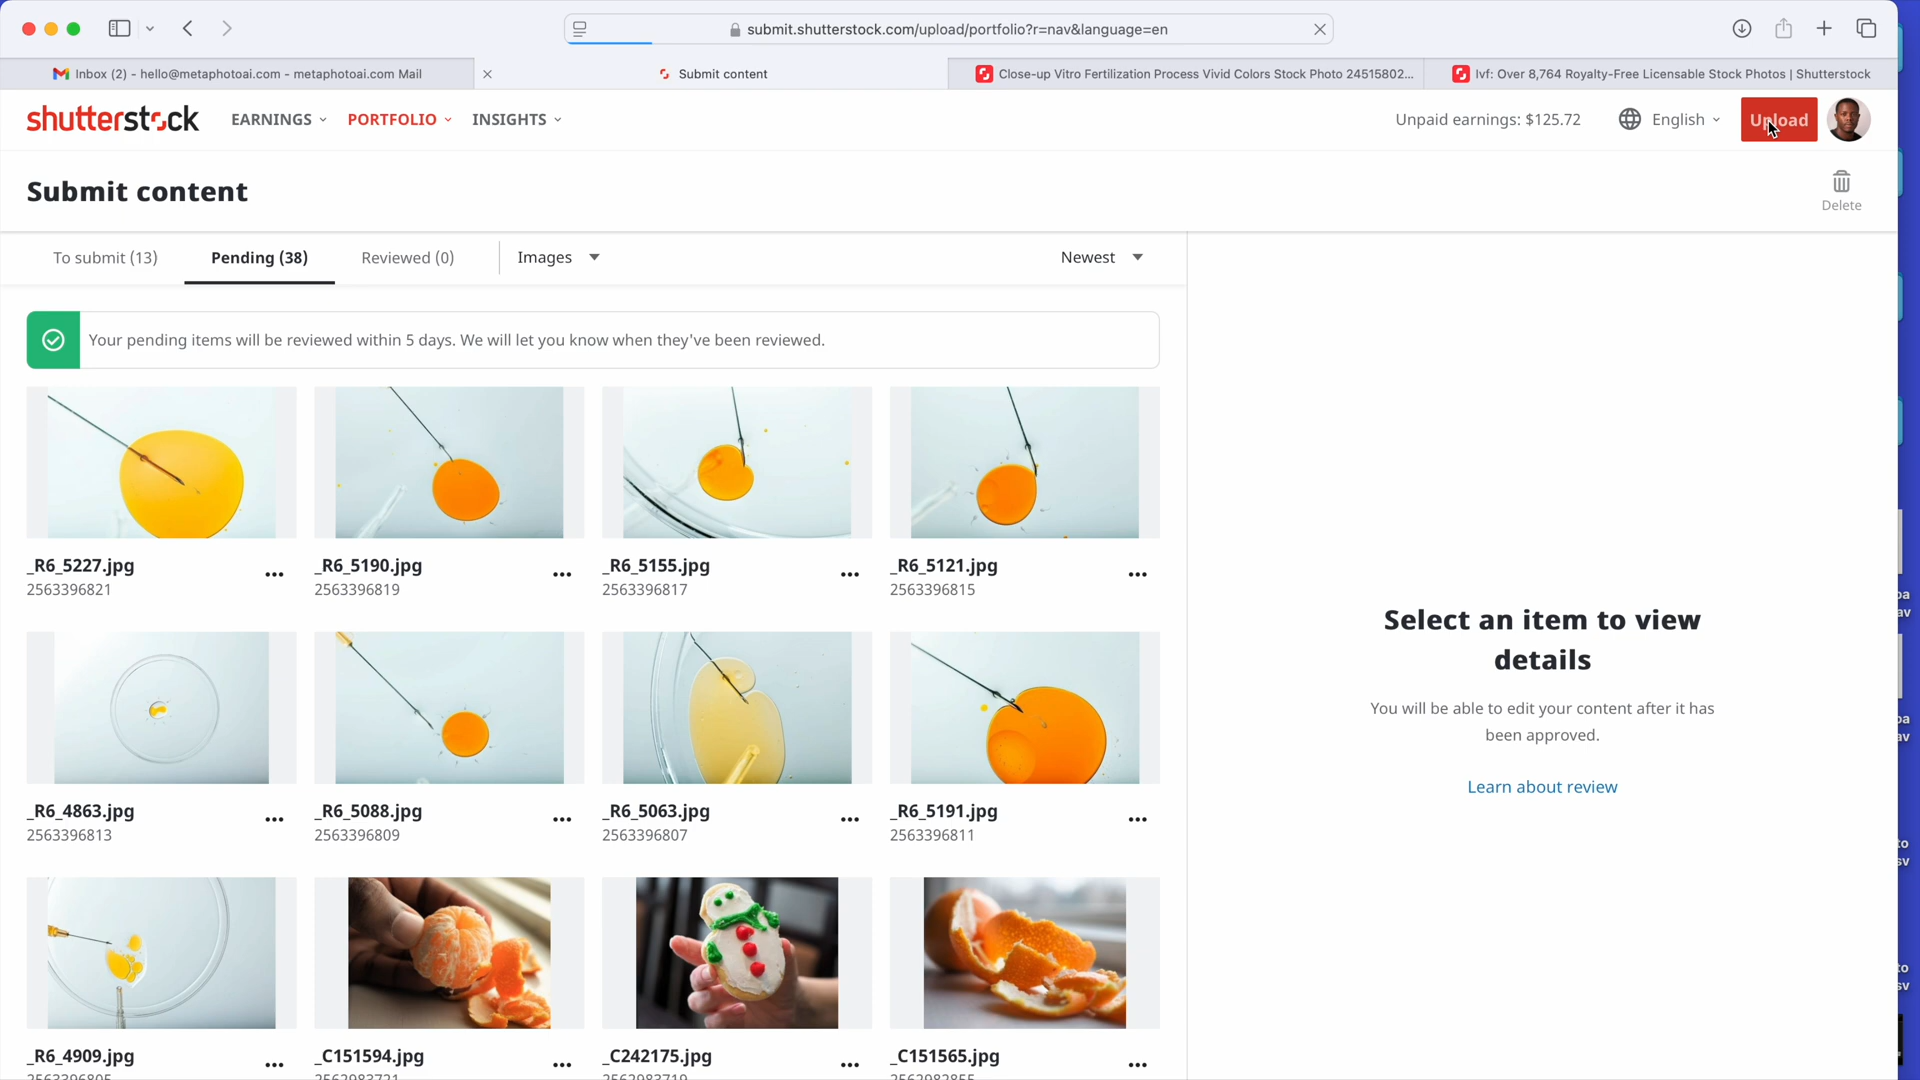 submit.shutterstock.com/upload/portfolio?r=nav&language=en
Inbox (2) - hello@metaphotoai.com - metaphotoai.com Mail
Submit content
Close-up Vitro Fertilization Process Vivid Colors Stock Photo 24515802...
Ivf: Over 8,764 Royalty-Free Licensable Stock Photos | Shutterstock
shutterstock
EARNINGS
PORTFOLIO
INSIGHTS
Unpaid earnings: $125.72
English
Upload
Submit content
Delete
To submit (13)
Pending (38)
Reviewed (0)
Images
Newest
Your pending items will be reviewed within 5 days. We will let you know when they've been reviewed.
_R6_5227.jpg
2563396821
_R6_5190.jpg
2563396819
_R6_5155.jpg
2563396817
_R6_5121.jpg
2563396815
_R6_4863.jpg
2563396813
_R6_5088.jpg
2563396809
_R6_5063.jpg
2563396807
_R6_5191.jpg
2563396811
_R6_4909.jpg
2563396805
_C151594.jpg
2562983721
_C242175.jpg
2562983719
_C151565.jpg
2562982855
Select an item to view
details
You will be able to edit your content after it has
been approved.
Learn about review